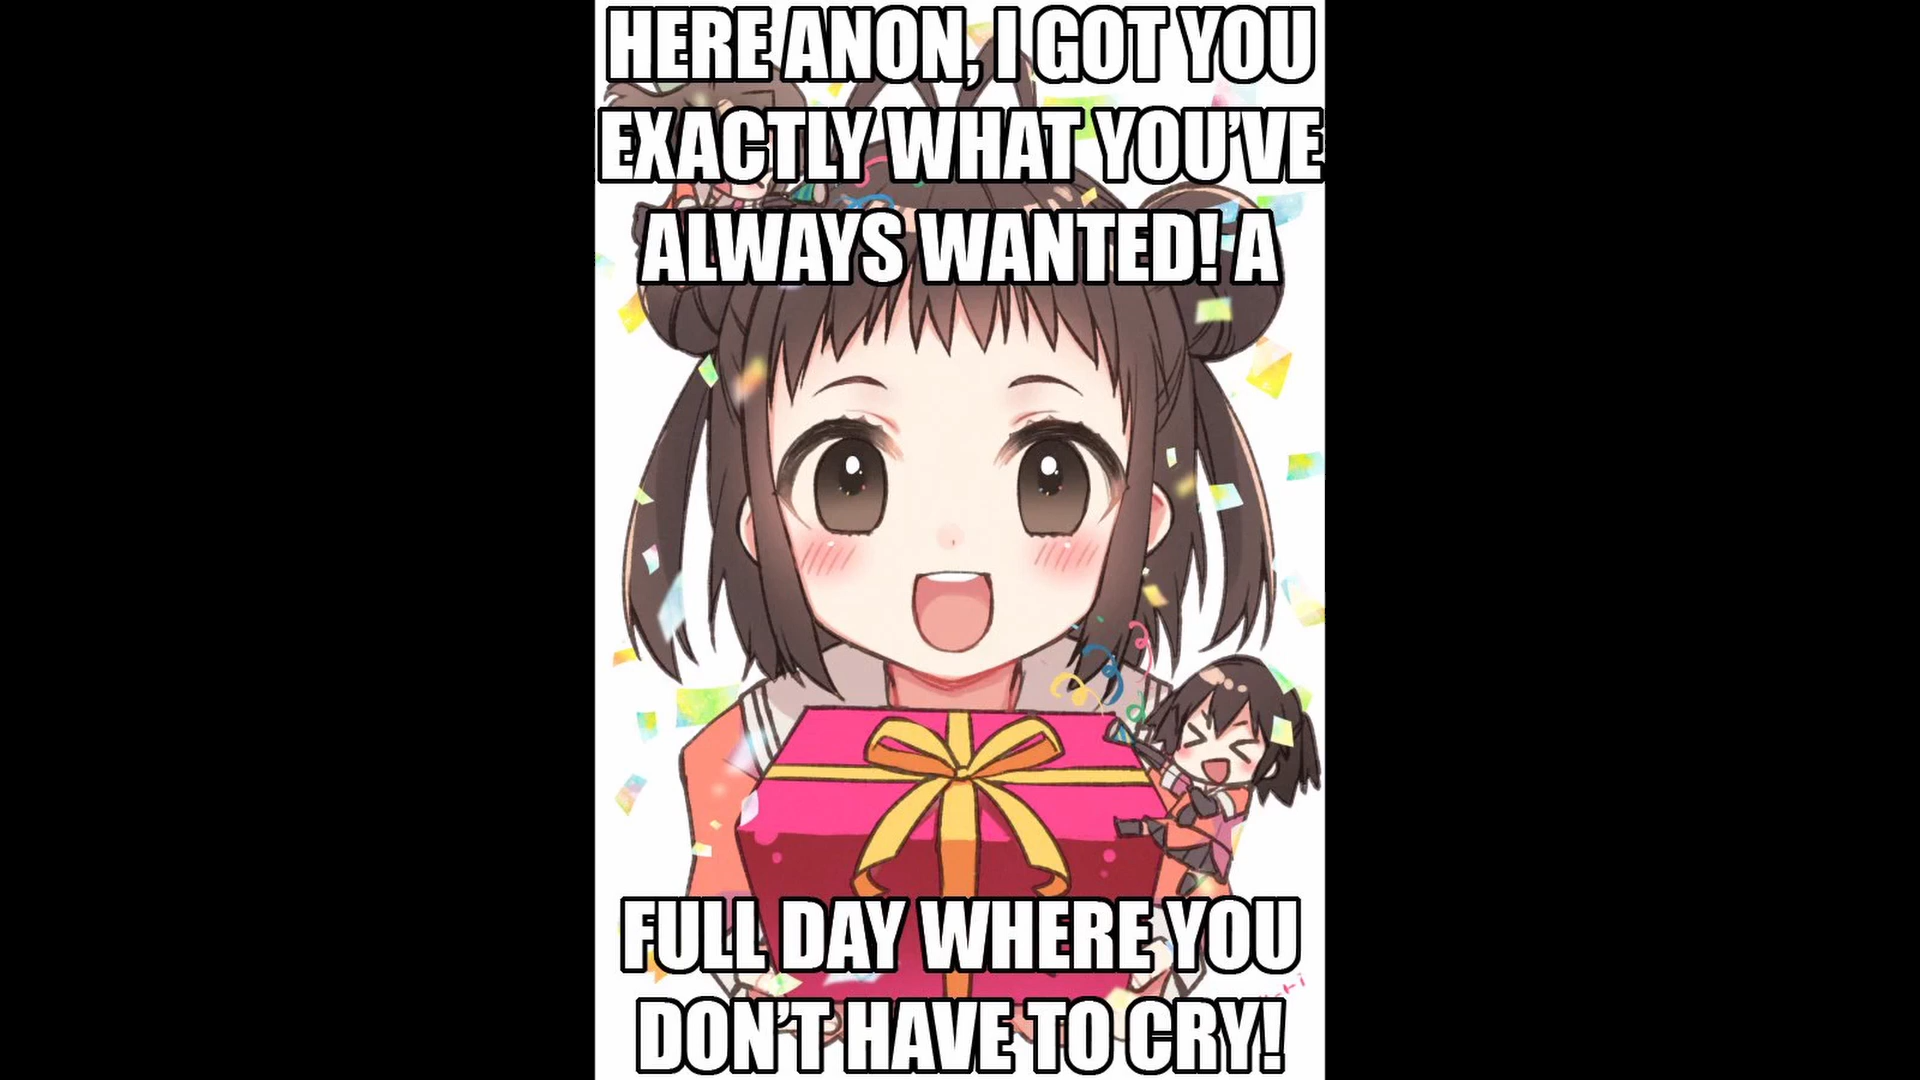 HERE ANON, I GOT YOU
EXACTLY WHAT YOU'VE
ALWAYS WANTED! A
FULL DAY WHERE YOU
DON'T HAVE TO CRY!